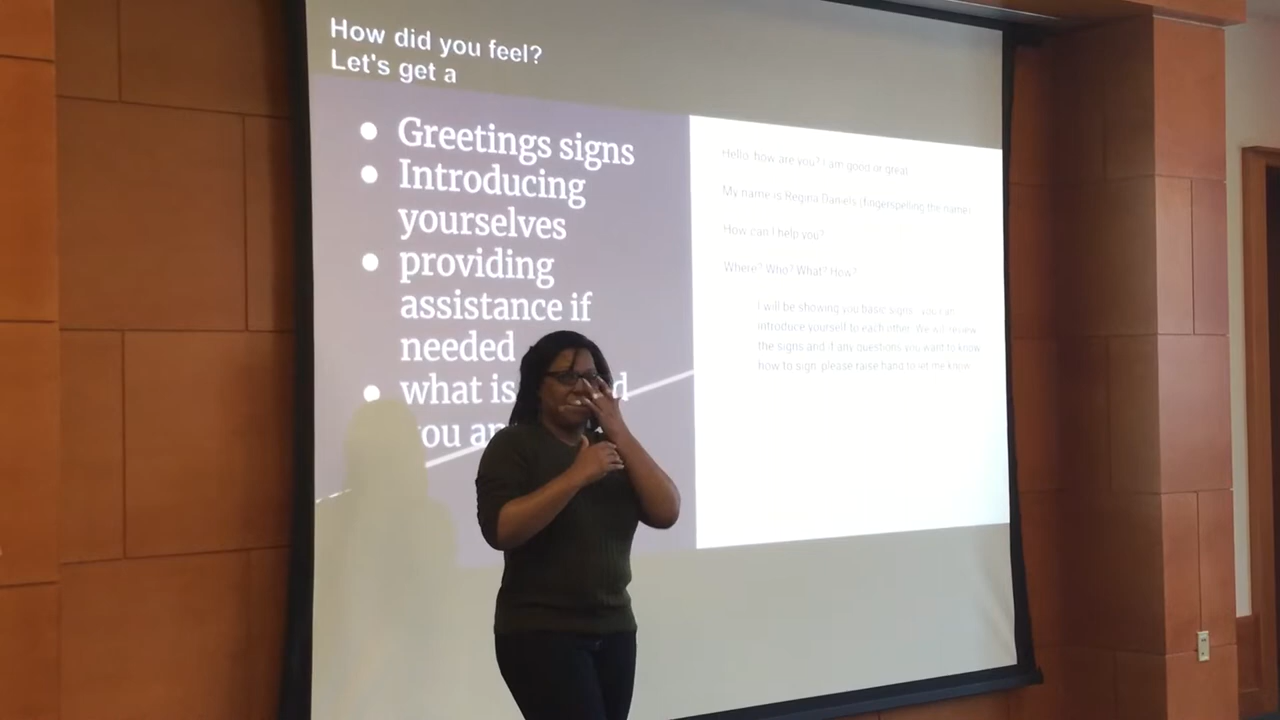 How did you feel?
Let's get a
● Greetings signs
● Introducing
yourselves
● providing
assistance if
needed
● what is
you
Hello, how are you? I am good or great
My name is Regina Daniels (fingerspelling the name)
How can I help you?
Where? Who? What? How?
I will be showing you basic signs
introduce yourself to each other. We will review
the signs and if any questions you want to know
how to sign please raise hand to let me know